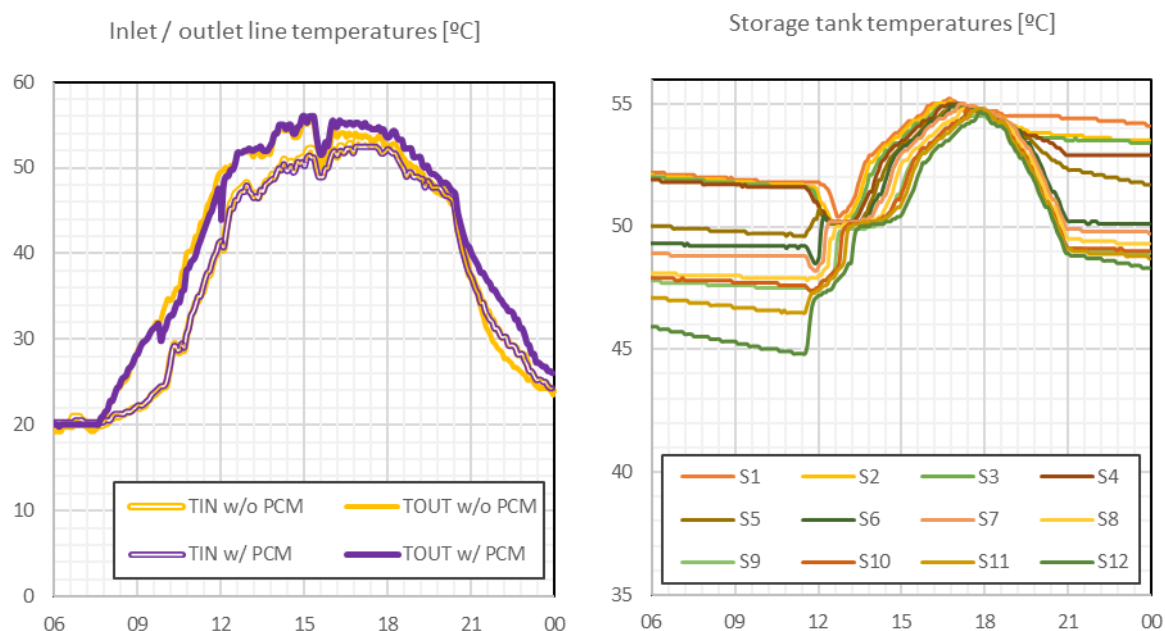 Inlet / outlet line temperatures [ºC]
60
50
40
30
20
10
0
TIN w/o PCM TOUT w/o PCM
TIN w/ PCM TOUT w/ PCM
06 09 12 15 18 21 00
Storage tank temperatures [ºC]
55
50
45
40
35
S1 S2 S3 S4
S5 S6 S7 S8
S9 S10 S11 S12
06 09 12 15 18 21 00